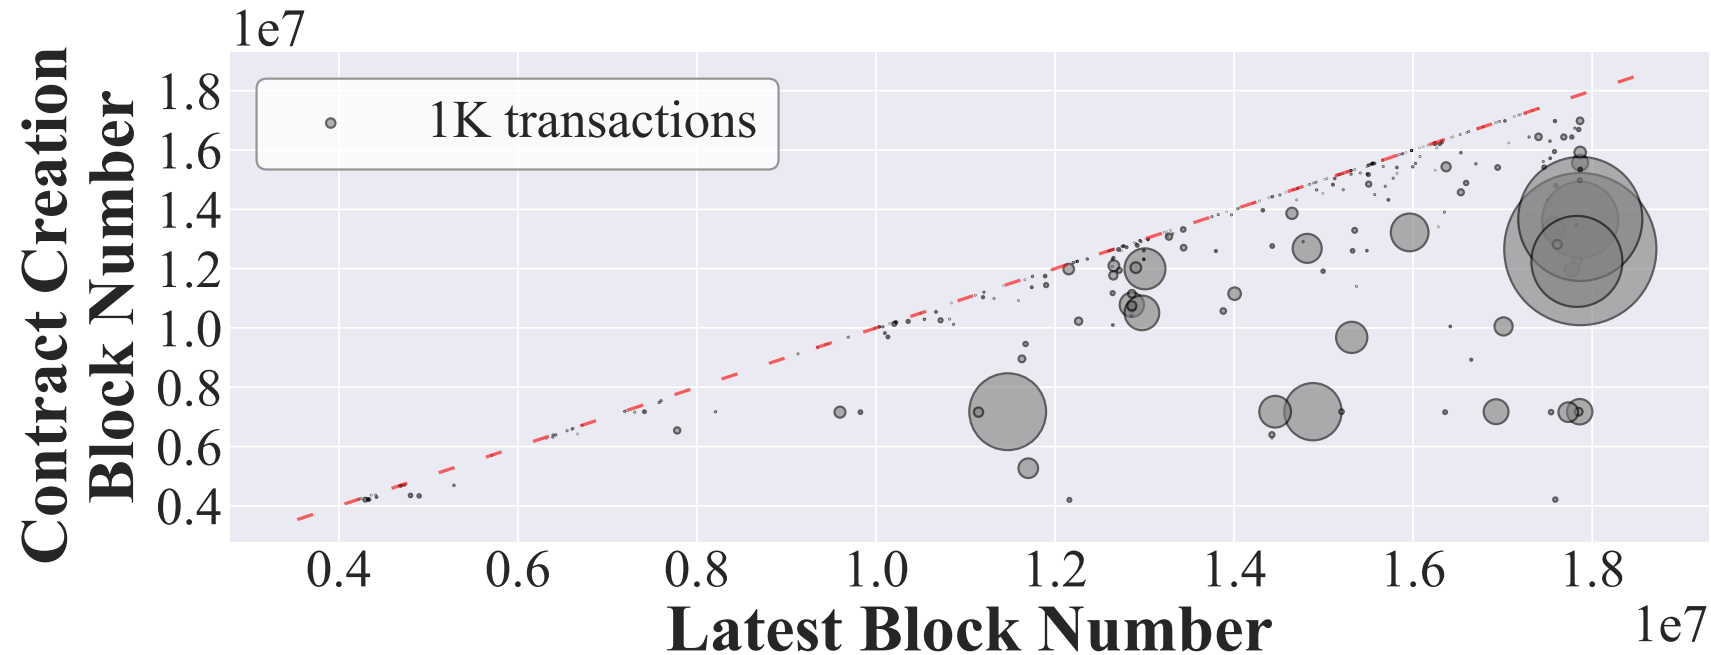 1e7
Contract Creation
Block Number
1.8
1.6
1.4
1.2
1.0
0.8
0.6
0.4
1K transactions
0.4 0.6 0.8 1.0 1.2 1.4 1.6 1.8
Latest Block Number
1e7